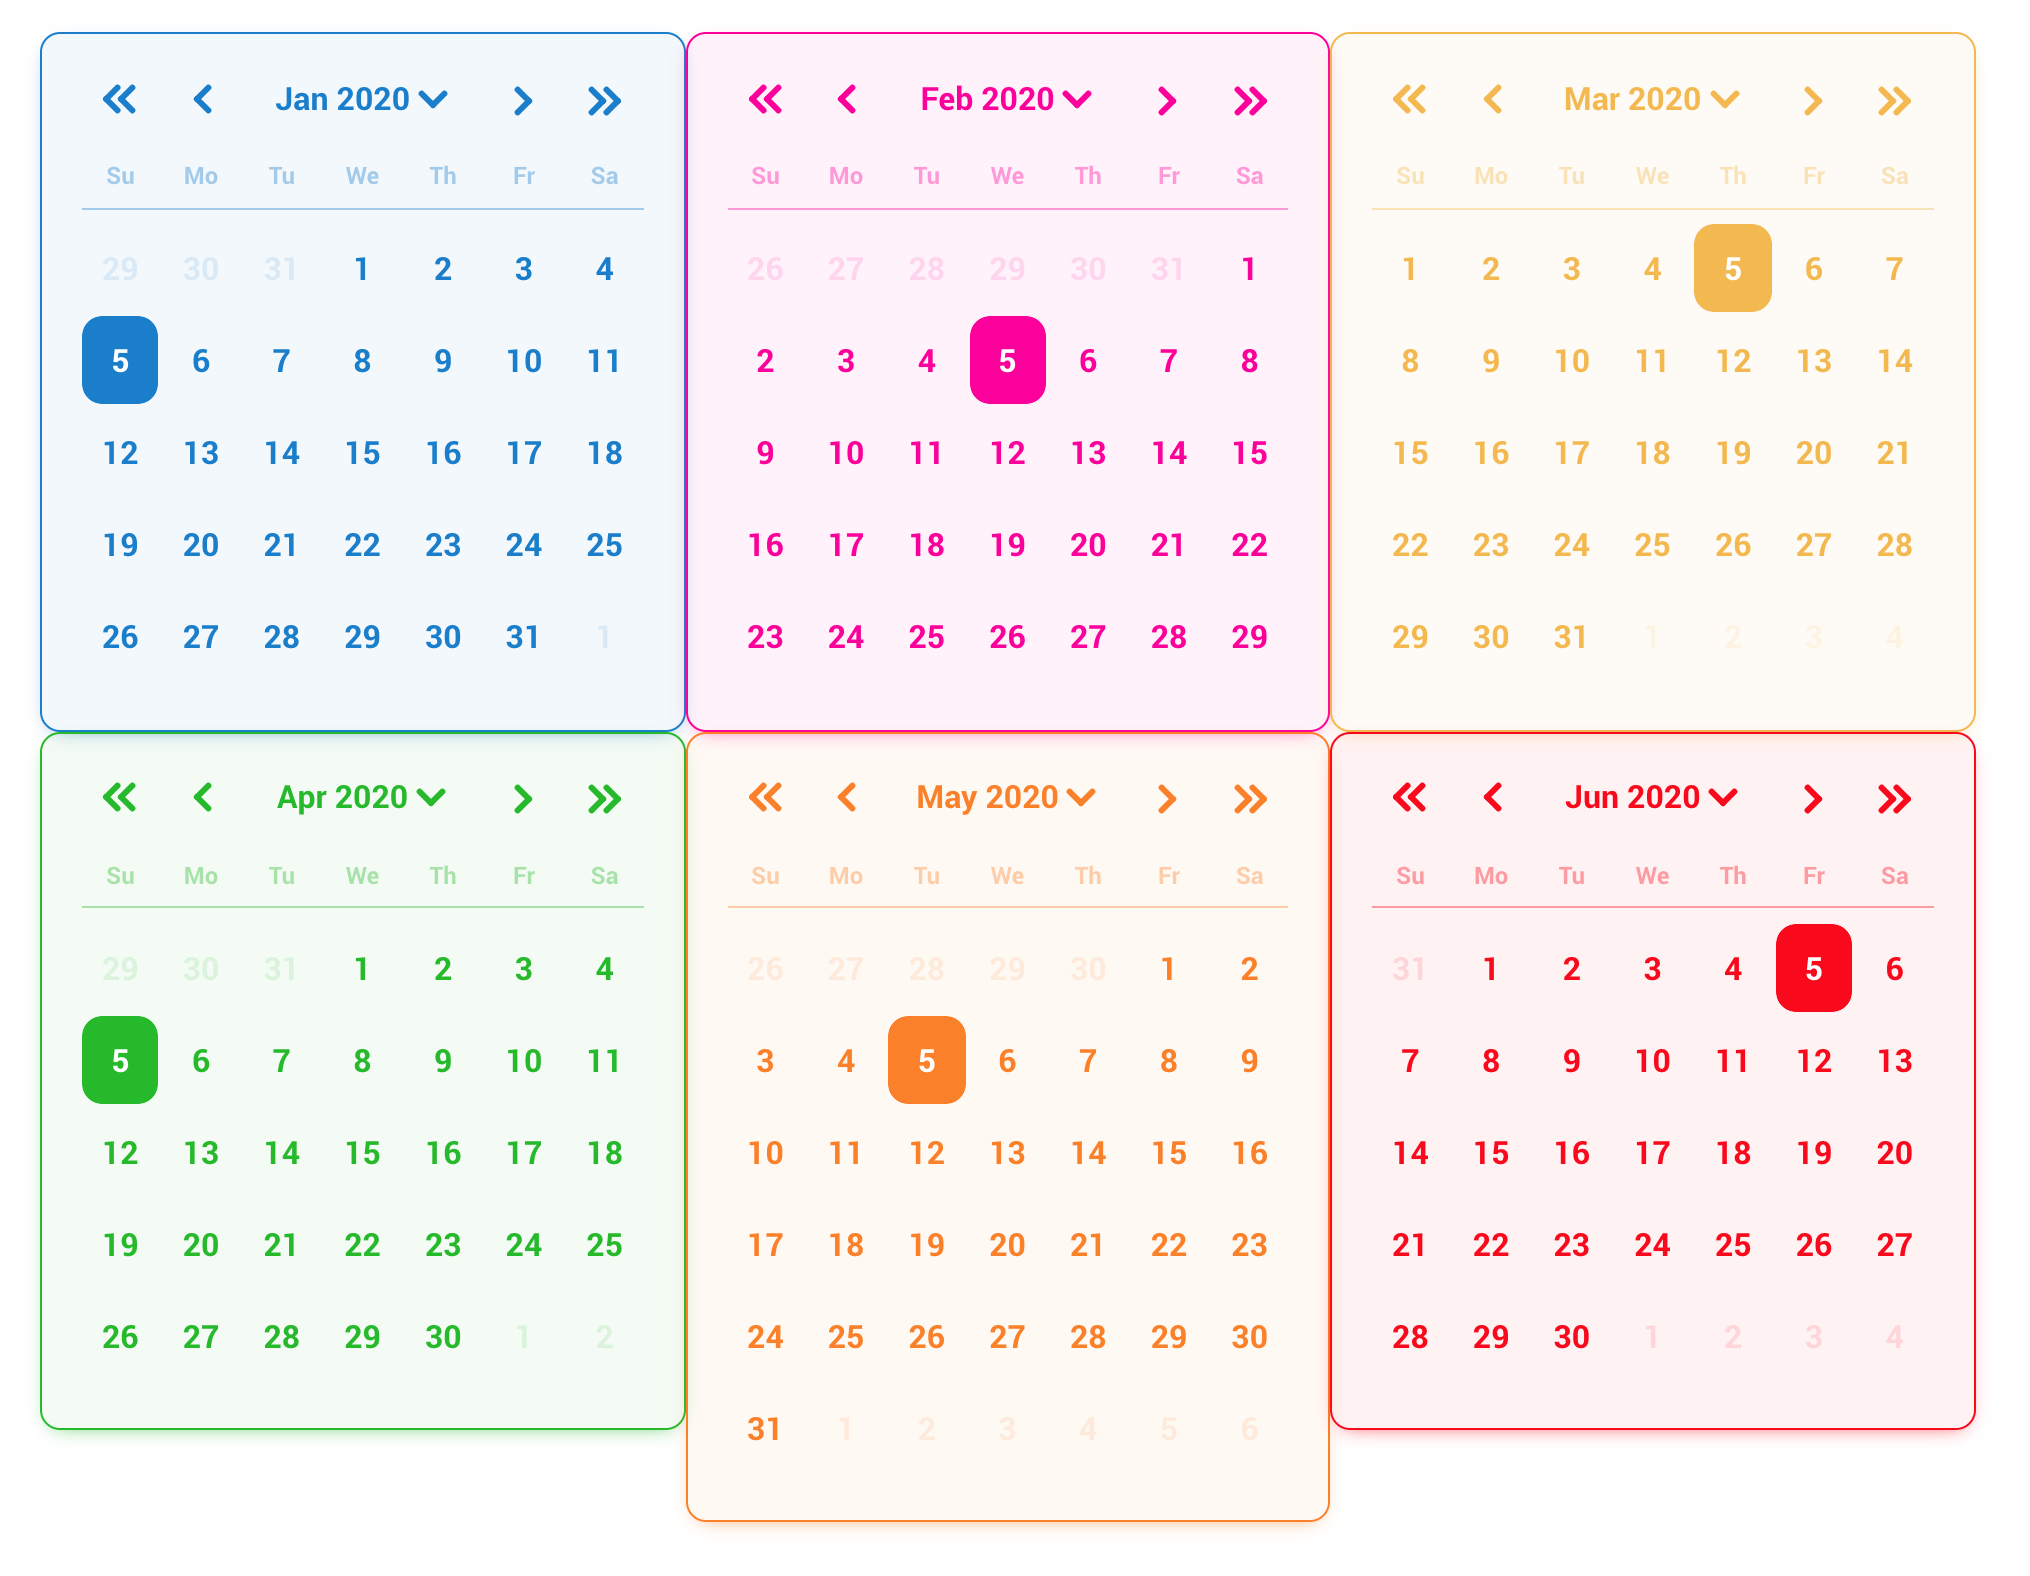 Jan 2020
Su Mo Tu We Th Fr Sa
29 30 31 1 2 3 4
5 6 7 8 9 10 11
12 13 14 15 16 17 18
19 20 21 22 23 24 25
26 27 28 29 30 31 1
Feb 2020
Su Mo Tu We Th Fr Sa
26 27 28 29 30 31 1
2 3 4 5 6 7 8
9 10 11 12 13 14 15
16 17 18 19 20 21 22
23 24 25 26 27 28 29
Mar 2020
Su Mo Tu We Th Fr Sa
1 2 3 4 5 6 7
8 9 10 11 12 13 14
15 16 17 18 19 20 21
22 23 24 25 26 27 28
29 30 31 1 2 3 4
Apr 2020
Su Mo Tu We Th Fr Sa
29 30 31 1 2 3 4
5 6 7 8 9 10 11
12 13 14 15 16 17 18
19 20 21 22 23 24 25
26 27 28 29 30 1 2
May 2020
Su Mo Tu We Th Fr Sa
26 27 28 29 30 1 2
3 4 5 6 7 8 9
10 11 12 13 14 15 16
17 18 19 20 21 22 23
24 25 26 27 28 29 30
31 1 2 3 4 5 6
Jun 2020
Su Mo Tu We Th Fr Sa
31 1 2 3 4 5 6
7 8 9 10 11 12 13
14 15 16 17 18 19 20
21 22 23 24 25 26 27
28 29 30 1 2 3 4